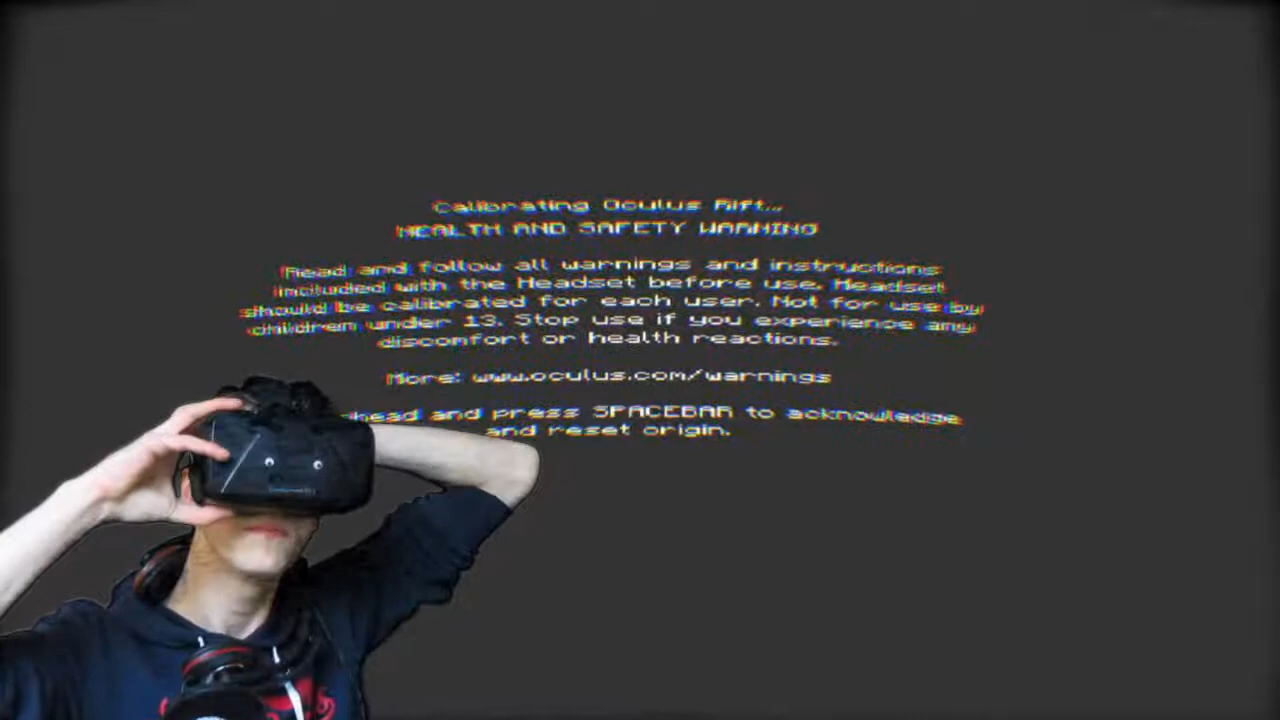 Calibrating Oculus Rift...
HEALTH AND SAFETY WARNING
Read and follow all warnings and instructions
included with the Headset before use. Headset
should be calibrated for each user. Not for use by
children under 13. Stop use if you experience any
discomfort or health reactions.
More: www.oculus.com/warnings
ahead and press SPACEBAR to acknowledge
and reset origin.